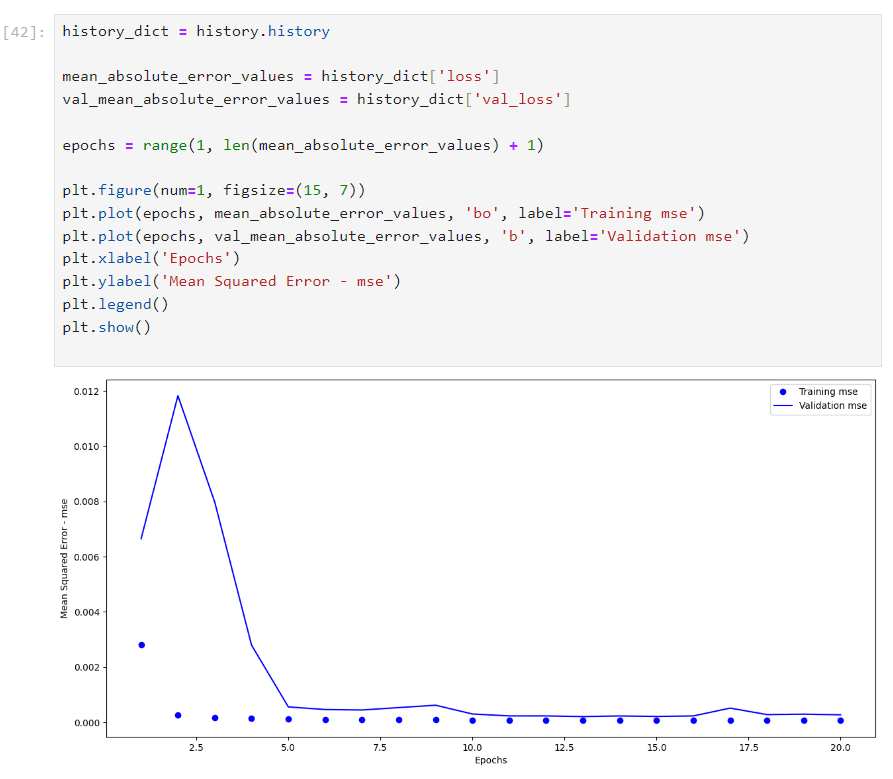 [42]:
history_dict = history.history
mean_absolute_error_values = history_dict['loss']
val_mean_absolute_error_values = history_dict['val_loss']
epochs = range(1, len(mean_absolute_error_values) + 1)
plt.figure(num=1, figsize=(15, 7))
plt.plot(epochs, mean_absolute_error_values, 'bo', label='Training mse')
plt.plot(epochs, val_mean_absolute_error_values, 'b', label='Validation mse')
plt.xlabel('Epochs')
plt.ylabel('Mean Squared Error - mse')
plt.legend()
plt.show()
Training mse
Validation mse
Mean Squared Error - mse
0.012
0.010
0.008
0.006
0.004
0.002
0.000
2.5 5.0 7.5 10.0 12.5 15.0 17.5 20.0
Epochs